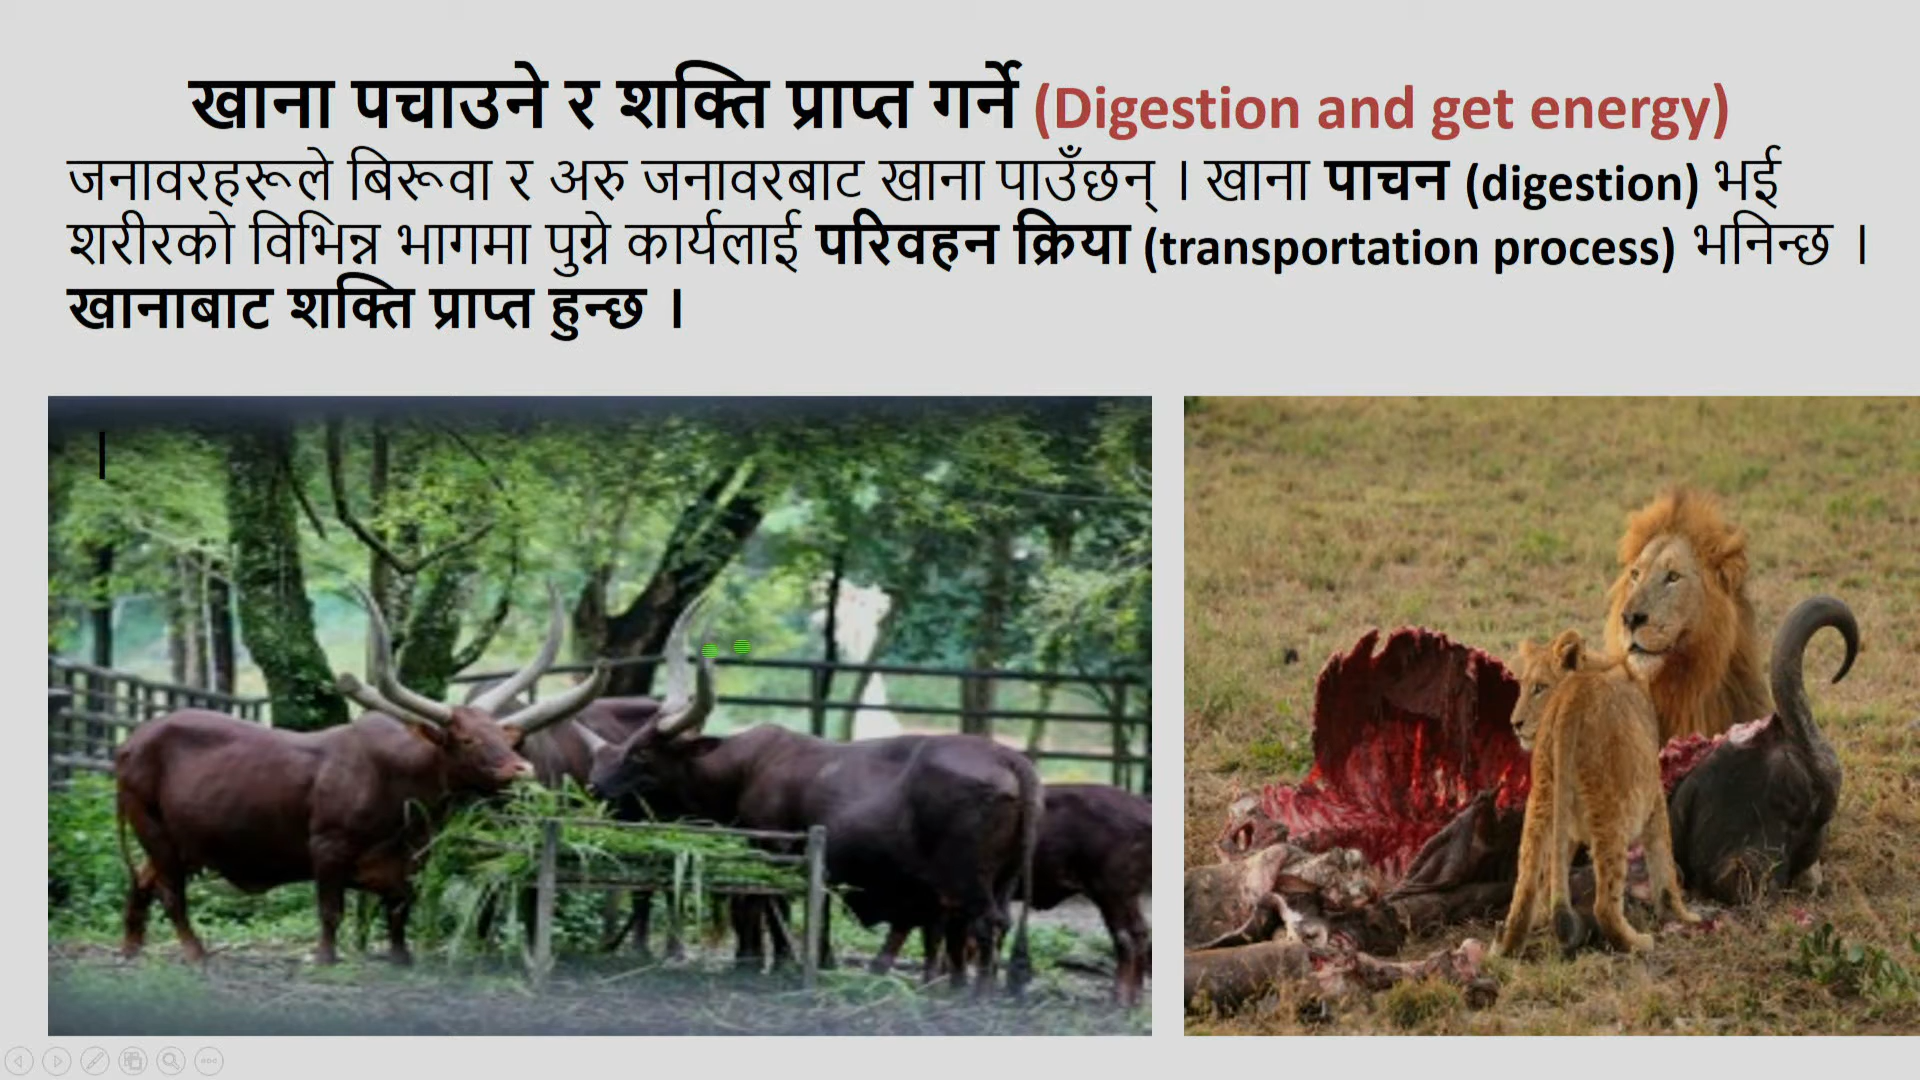 खाना पचाउने र शक्ति प्राप्त गर्ने (Digestion and get energy)
जनावरहरूले बिरूवा र अरु जनावरबाट खाना पाउँछन् । खाना पाचन (digestion) भई
शरीरको विभिन्न भागमा पुग्ने कार्यलाई परिवहन क्रिया (transportation process) भनिन्छ ।
खानाबाट शक्ति प्राप्त हुन्छ ।